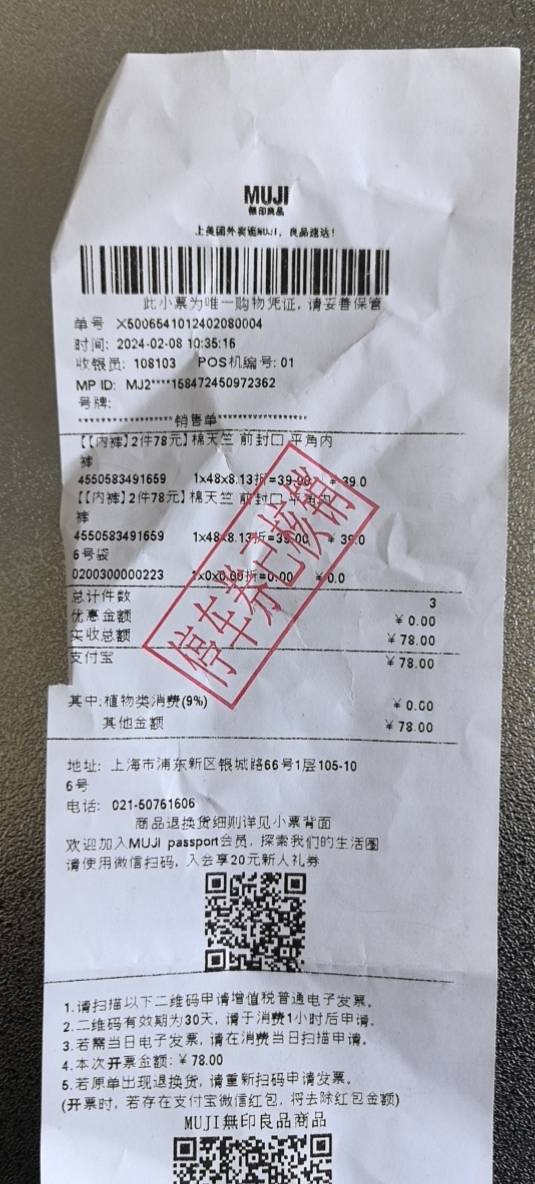 MUJI
無印良品
上美团外卖逛MUJI，良品速达！
此小票为唯一购物凭证，请妥善保管
单号 X5006541012402080004
时间: 2024-02-08 10:35:16
收银员: 108103 POS机编号: 01
MP ID: MJ2****158472450972362
号牌:
******************销售单******************
【【内裤】2件78元】棉天竺 前封口 平角内
裤
4550583491659 1x48x8.13折=39.00 ￥39.0
【【内裤】2件78元】棉天竺 前封口 平角内
裤
4550583491659 1x48x8.13折=39.00 ￥39.0
6号袋
0200300000223 1x0x0.00折=0.00 ￥0.0
停车券已核销
总计件数 3
优惠金额 ￥0.00
实收总额 ￥78.00
支付宝 ￥78.00
其中:植物类消费(9%) ￥0.00
其他金额 ￥78.00
地址: 上海市浦东新区银城路66号1层105-10
6号
电话: 021-50761606
商品退换货细则详见小票背面
欢迎加入MUJI passport会员，探索我们的生活圈
请使用微信扫码，入会享20元新人礼券
1.请扫描以下二维码申请增值税普通电子发票。
2.二维码有效期为30天，请于消费1小时后申请。
3.若需当日电子发票，请在消费当日扫描申请。
4.本次开票金额:￥78.00
5.若原单出现退换货，请重新扫码申请发票。
(开票时，若存在支付宝微信红包，将去除红包金额)
MUJI無印良品商品